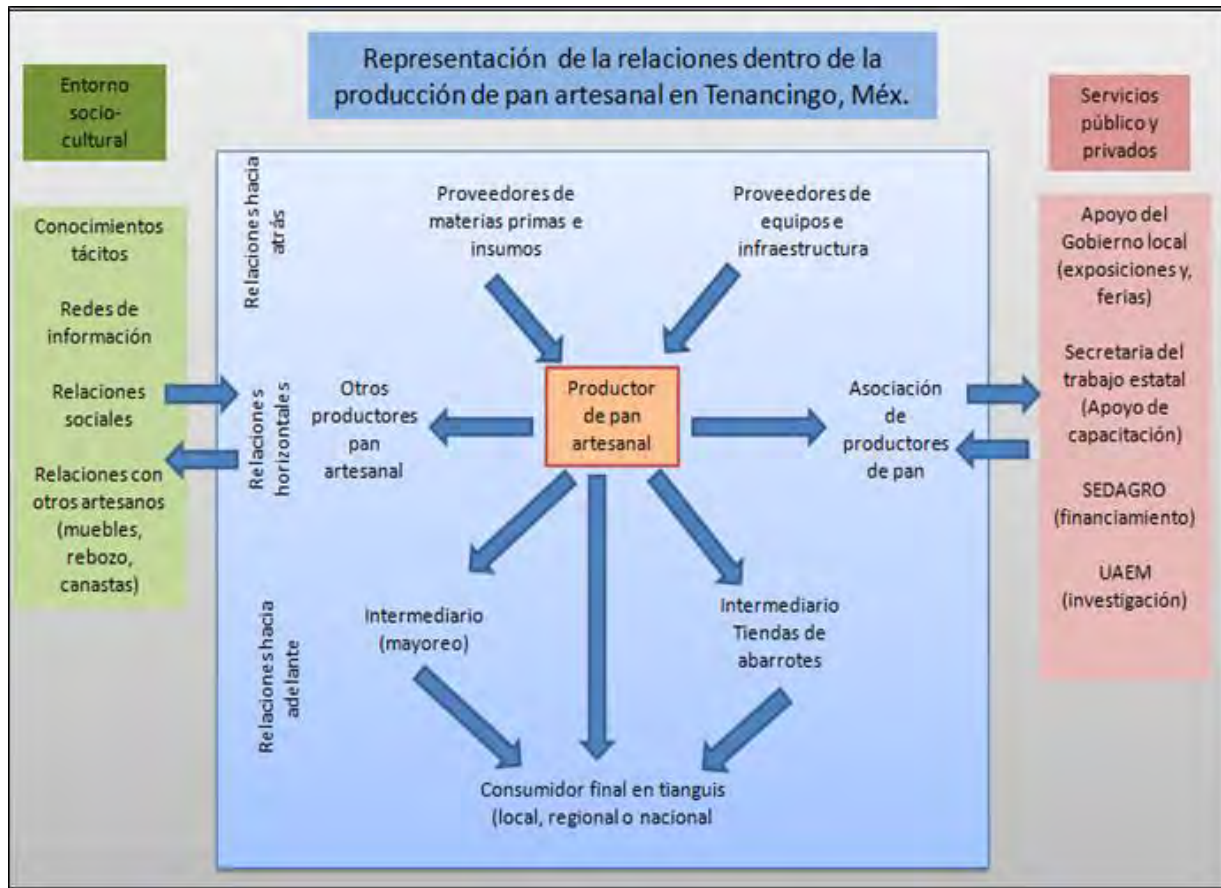 Representación de la relaciones dentro de la
producción de pan artesanal en Tenancingo, Méx.
Entorno
socio-
cultural
Conocimientos
tácitos
Redes de
información
Relaciones
sociales
Relaciones con
otros artesanos
(muebles,
rebozo,
canastas)
Relaciones hacia
atrás
Proveedores de
materias primas e
insumos
Proveedores de
equipos e
infraestructura
Relaciones
horizontales
Otros
productores
pan
artesanal
Productor
de pan
artesanal
Asociación
de
productores
de pan
Relaciones hacia
adelante
Intermediario
(mayoreo)
Intermediario
Tiendas de
abarrotes
Consumidor final en tianguis
(local, regional o nacional
Servicios
público y
privados
Apoyo del
Gobierno local
(exposiciones y,
ferias)
Secretaria del
trabajo estatal
(Apoyo de
capacitación)
SEDAGRO
(financiamiento)
UAEM
(investigación)